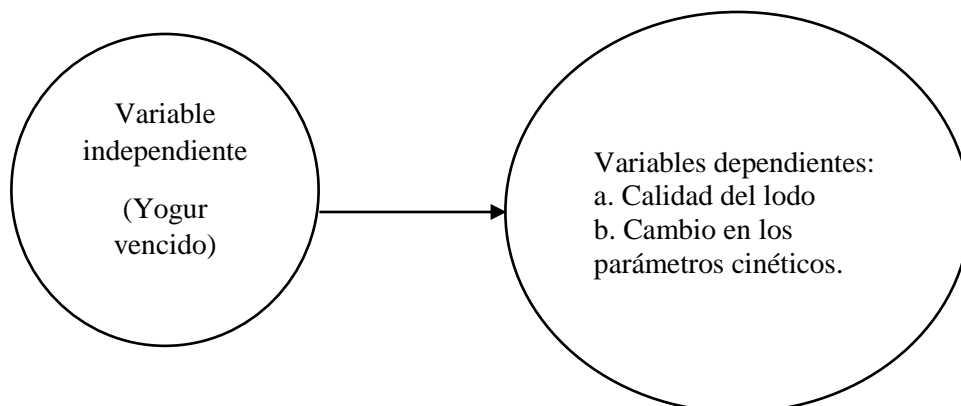 Variable
independiente
(Yogur
vencido)
Variables dependientes:
a. Calidad del lodo
b. Cambio en los
parámetros cinéticos.